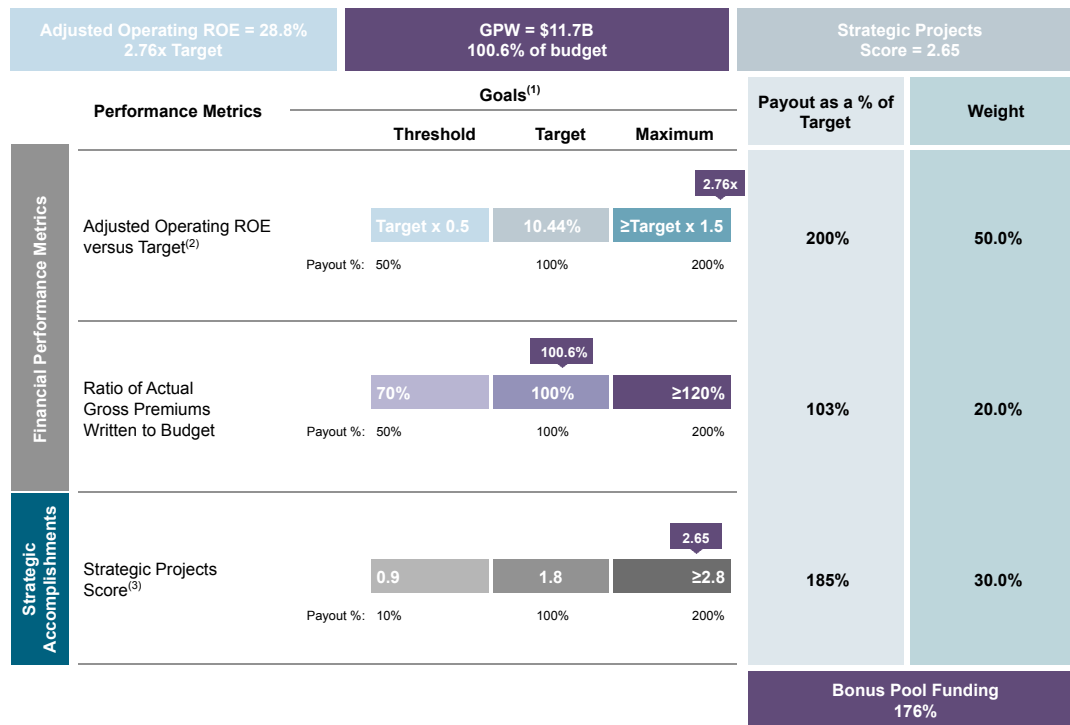 Adjusted Operating ROE = 28.8%
2.76x Target
GPW = $11.7B
100.6% of budget
Strategic Projects
Score = 2.65
Performance Metrics
Goals(1)
Threshold
Target
Maximum
Payout as a % of
Target
Weight
Financial Performance Metrics
Adjusted Operating ROE
versus Target(2)
2.76x
Target x 0.5
10.44%
≥Target x 1.5
Payout %:
50%
100%
200%
200%
50.0%
Ratio of Actual
Gross Premiums
Written to Budget
100.6%
70%
100%
≥120%
Payout %:
50%
100%
200%
103%
20.0%
Strategic
Accomplishments
Strategic Projects
Score(3)
2.65
0.9
1.8
≥2.8
Payout %:
10%
100%
200%
185%
30.0%
Bonus Pool Funding
176%